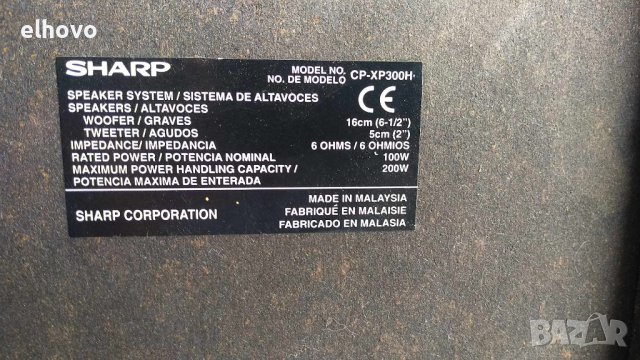 elhovo
SHARP
MODEL NO. CP-XP300H
NO. DE MODELO
CE
SPEAKER SYSTEM / SISTEMA DE ALTAVOCES
SPEAKERS / ALTAVOCES
WOOFER / GRAVES 16cm (6-1/2")
TWEETER / AGUDOS 5cm (2")
IMPEDANCE/ IMPEDANCIA 6 OHMS / 6 OHMIOS
RATED POWER / POTENCIA NOMINAL 100W
MAXIMUM POWER HANDLING CAPACITY / 200W
POTENCIA MAXIMA DE ENTERADA
SHARP CORPORATION
MADE IN MALAYSIA
FABRIQUÉ EN MALAISIE
FABRICADO EN MALASIA
BAZAR
bg